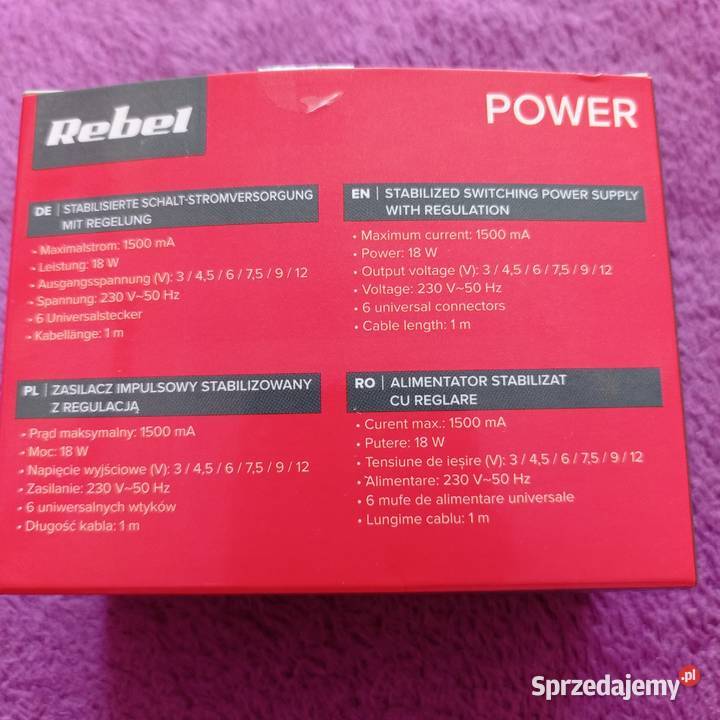 Rebel
POWER
DE | STABILISIERTE SCHALT-STROMVERSORGUNG
MIT REGELUNG
- Maximalstrom: 1500 mA
- Leistung: 18 W
- Ausgangsspannung (V): 3 / 4,5 / 6 / 7,5 / 9 / 12
- Spannung: 230 V~50 Hz
- 6 Universalstecker
- Kabellänge: 1 m
EN | STABILIZED SWITCHING POWER SUPPLY
WITH REGULATION
• Maximum current: 1500 mA
• Power: 18 W
• Output voltage (V): 3 / 4,5 / 6 / 7,5 / 9 / 12
• Voltage: 230 V~50 Hz
• 6 universal connectors
• Cable length: 1 m
PL | ZASILACZ IMPULSOWY STABILIZOWANY
Z REGULACJĄ
• Prąd maksymalny: 1500 mA
• Moc: 18 W
• Napięcie wyjściowe (V): 3 / 4,5 / 6 / 7,5 / 9 / 12
• Zasilanie: 230 V~50 Hz
• 6 uniwersalnych wtyków
• Długość kabla: 1 m
RO | ALIMENTATOR STABILIZAT
CU REGLARE
• Curent max.: 1500 mA
• Putere: 18 W
• Tensiune de ieșire (V): 3 / 4,5 / 6 / 7,5 / 9 / 12
• Alimentare: 230 V~50 Hz
• 6 mufe de alimentare universale
• Lungime cablu: 1 m
Sprzedajemy.pl